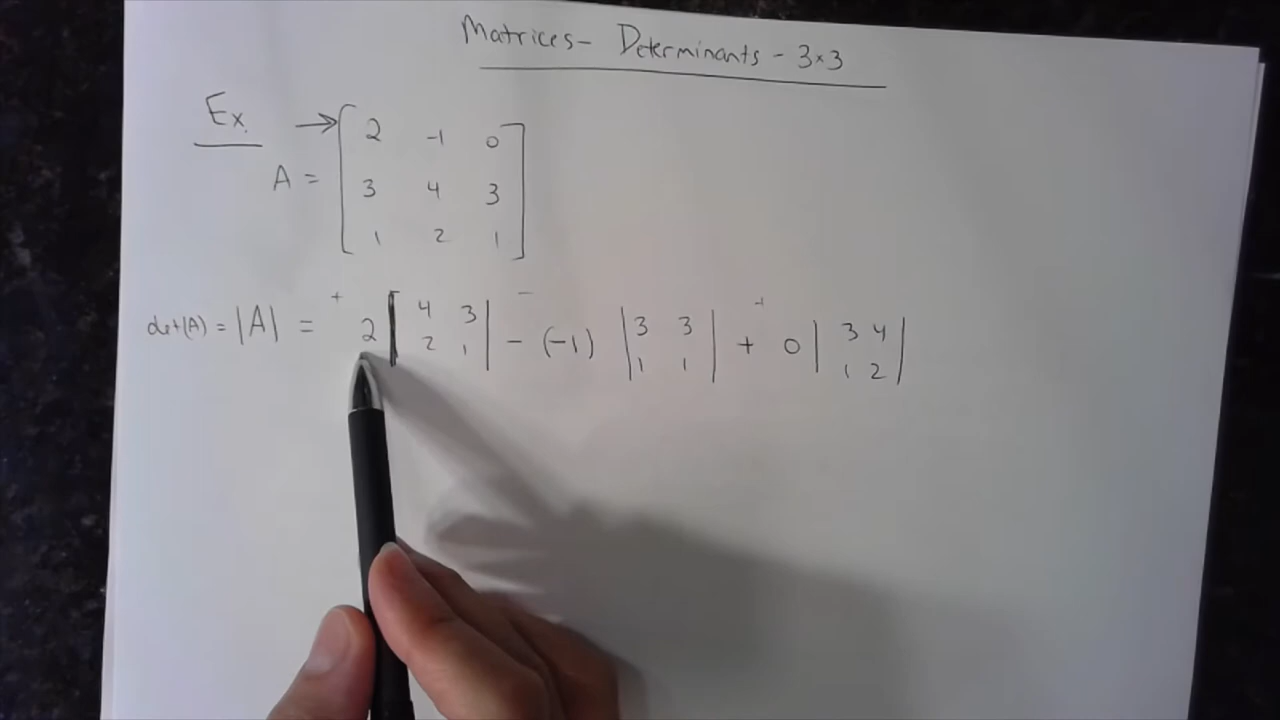 Matrices - Determinants - 3×3
Ex. →
A = [ 2 -1 0
3 4 3
1 2 1 ]
+ - +
det(A) = |A| = 2 | 4 3 | - (-1) | 3 3 | + 0 | 3 4 |
| 2 1 | | 1 1 | | 1 2 |